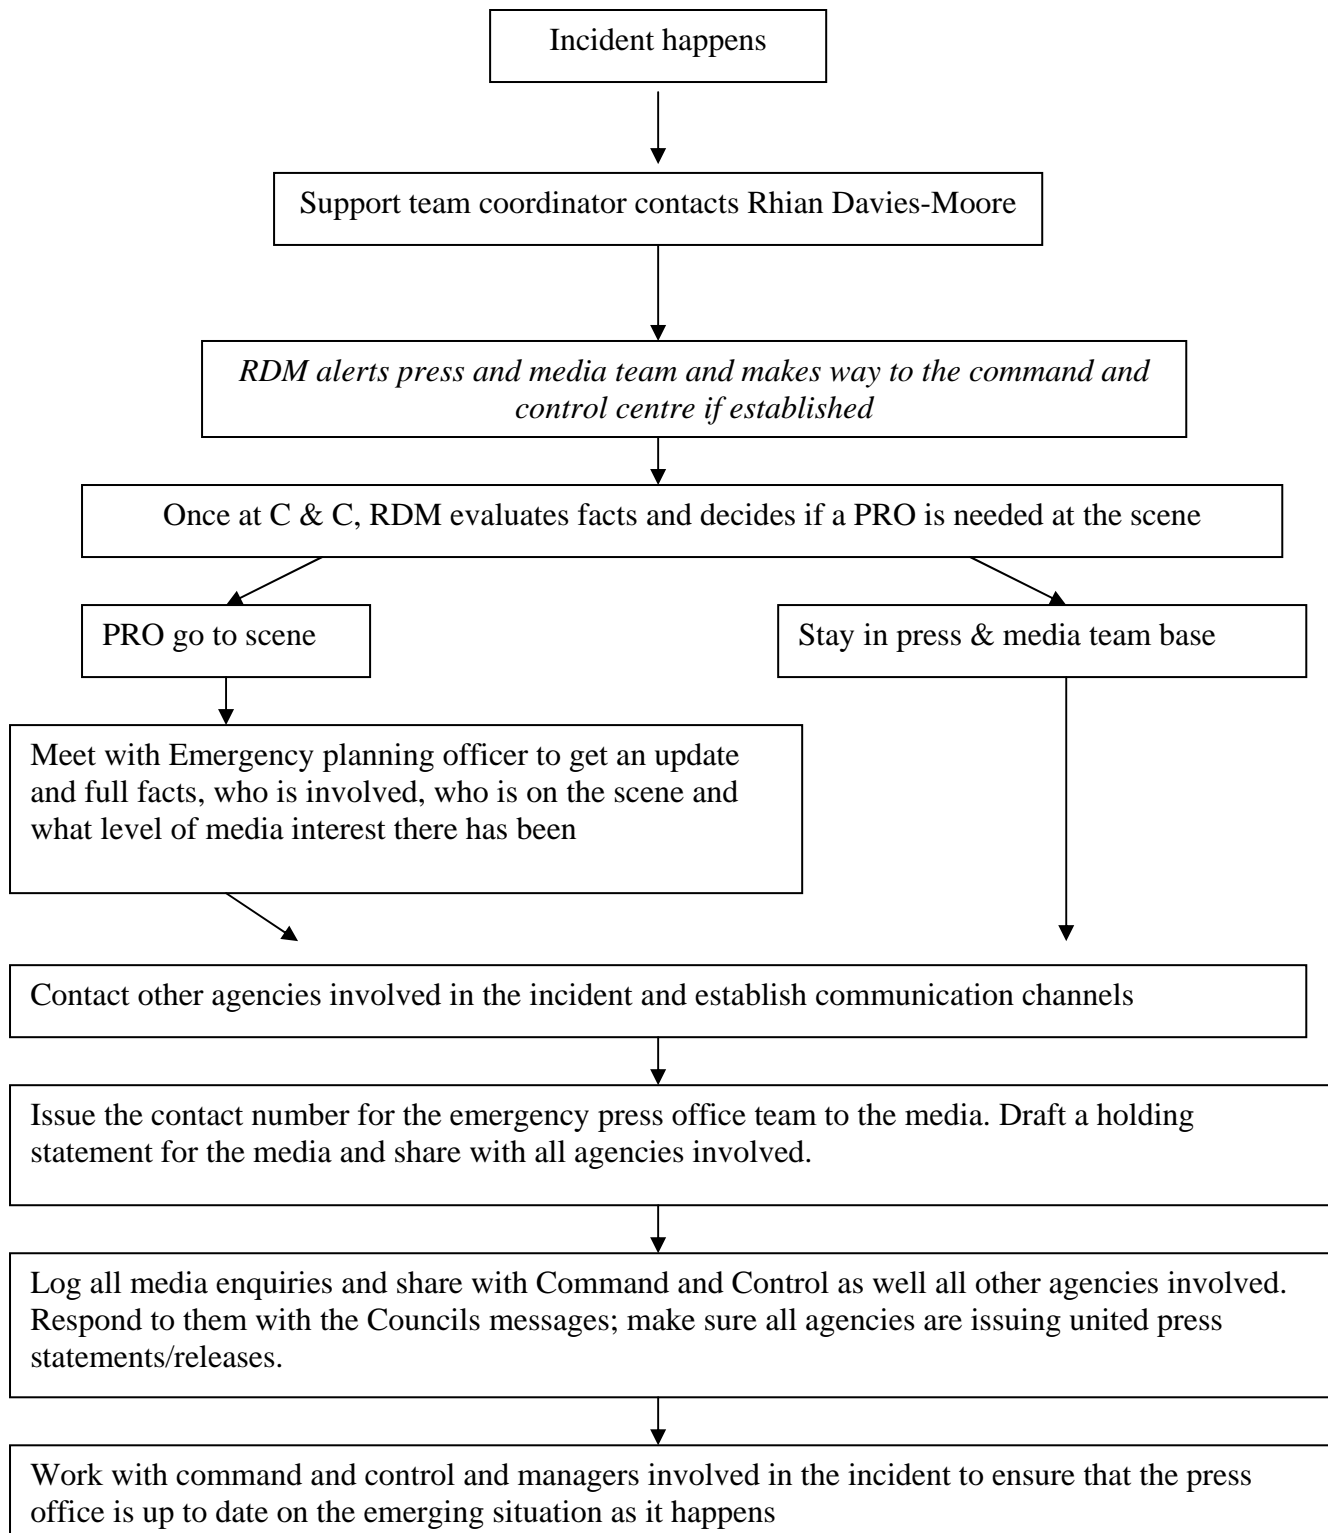 Incident happens
Support team coordinator contacts Rhian Davies-Moore
RDM alerts press and media team and makes way to the command and
control centre if established
Once at C & C, RDM evaluates facts and decides if a PRO is needed at the scene
PRO go to scene
Stay in press & media team base
Meet with Emergency planning officer to get an update
and full facts, who is involved, who is on the scene and
what level of media interest there has been
Contact other agencies involved in the incident and establish communication channels
Issue the contact number for the emergency press office team to the media. Draft a holding
statement for the media and share with all agencies involved.
Log all media enquiries and share with Command and Control as well all other agencies involved.
Respond to them with the Councils messages; make sure all agencies are issuing united press
statements/releases.
Work with command and control and managers involved in the incident to ensure that the press
office is up to date on the emerging situation as it happens